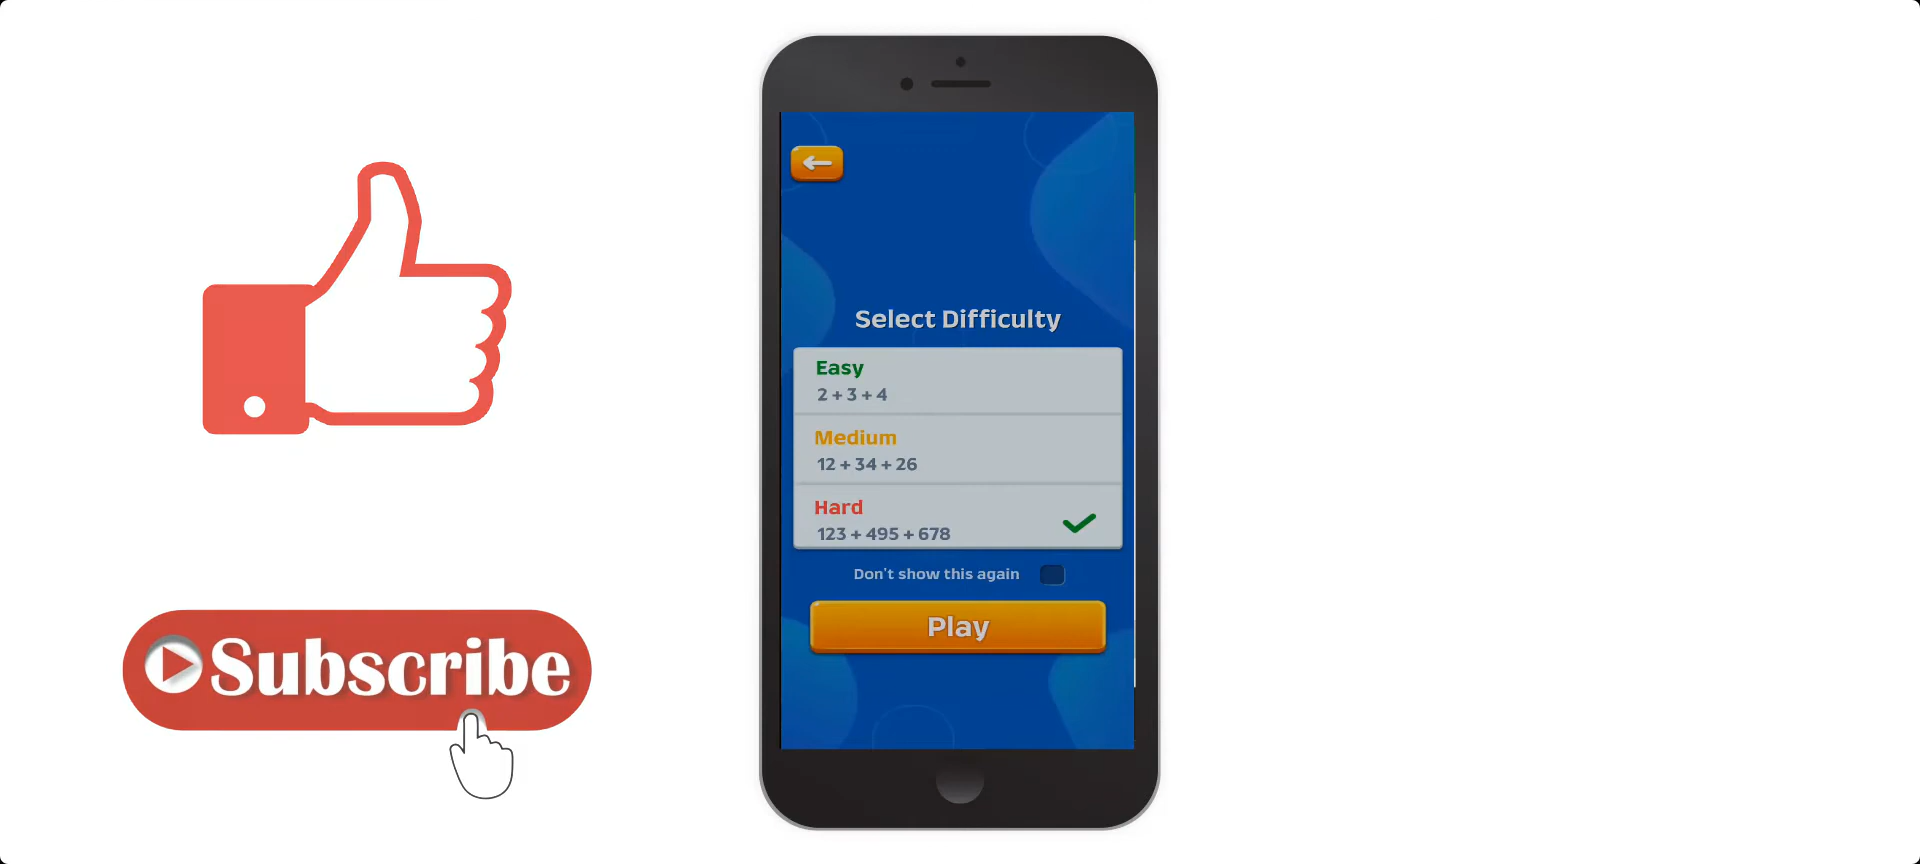 Select Difficulty
Easy
2 + 3 + 4
Medium
12 + 34 + 26
Hard
123 + 495 + 678
Don't show this again
Play
Subscribe